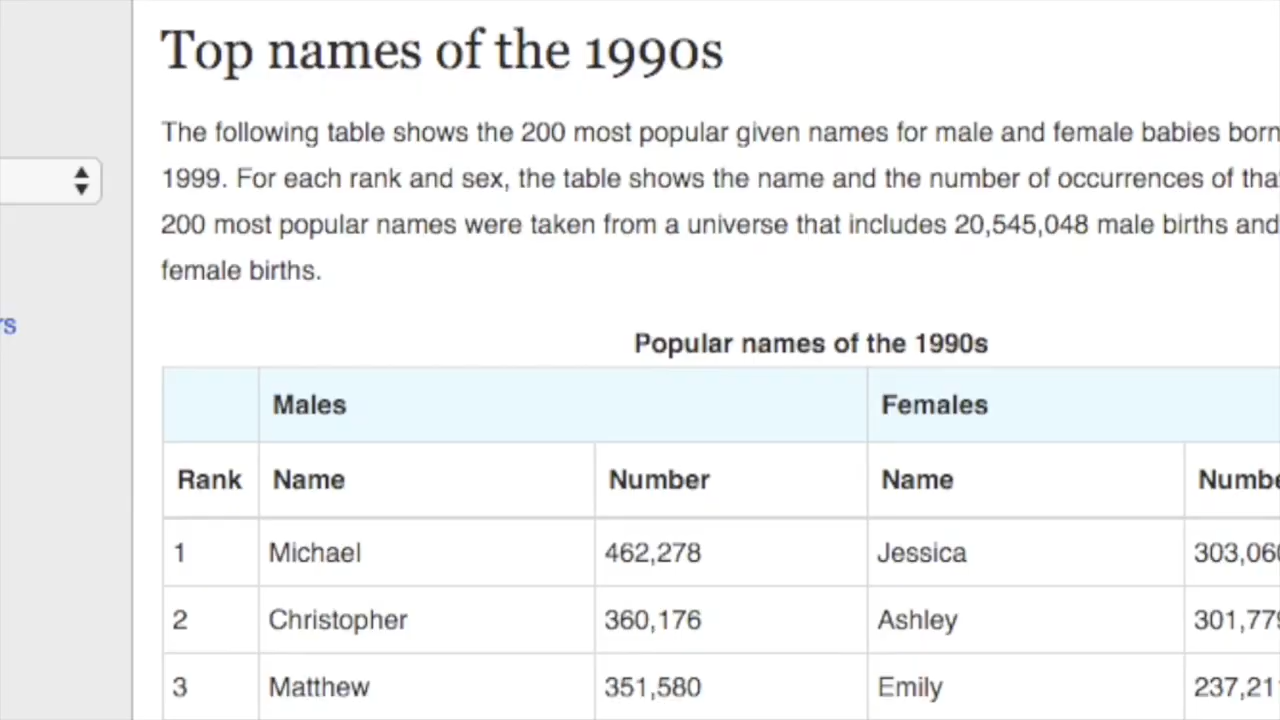 Top names of the 1990s
The following table shows the 200 most popular given names for male and female babies born
1999. For each rank and sex, the table shows the name and the number of occurrences of
200 most popular names were taken from a universe that includes 20,545,048 male births and
female births.
Popular names of the 1990s
Males Females
Rank Name Number Name
1 Michael 462,278 Jessica
2 Christopher 360,176 Ashley
3 Matthew 351,580 Emily